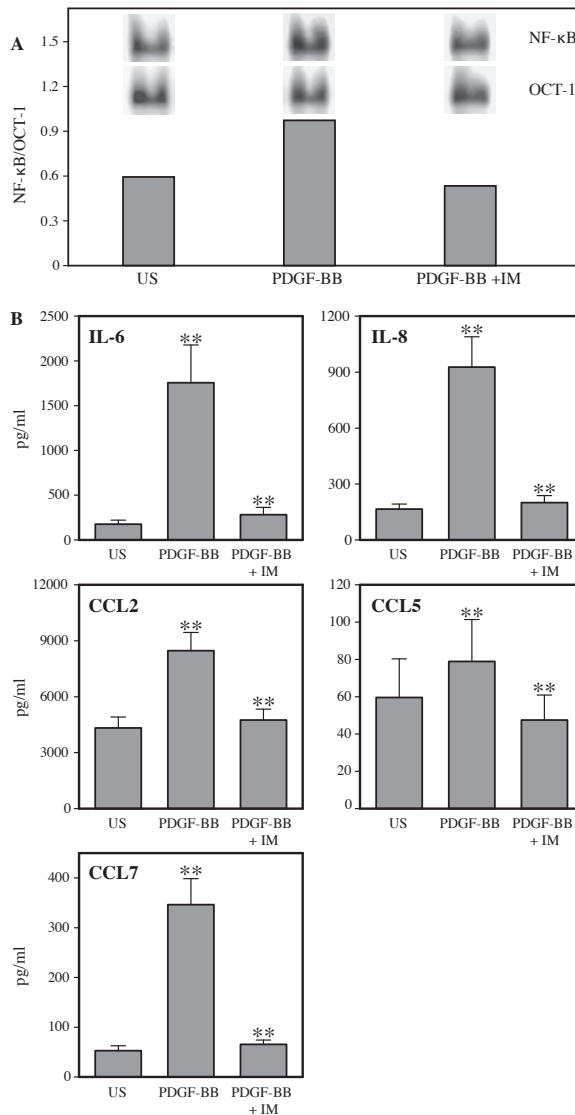 A
NF-κB/OCT-1
1.5
1.2
0.9
0.6
0.3
0
NF-κB
OCT-1
US PDGF-BB PDGF-BB +IM
B
IL-6
pg/ml
2500
2000
1500
1000
500
0
**
**
US PDGF-BB PDGF-BB
+ IM
IL-8
1200
900
600
300
0
**
**
US PDGF-BB PDGF-BB
+ IM
CCL2
pg/ml
12000
9000
6000
3000
0
**
**
US PDGF-BB PDGF-BB
+ IM
CCL5
120
100
80
60
40
20
0
**
**
US PDGF-BB PDGF-BB
+ IM
CCL7
pg/ml
400
300
200
100
0
**
**
US PDGF-BB PDGF-BB
+ IM